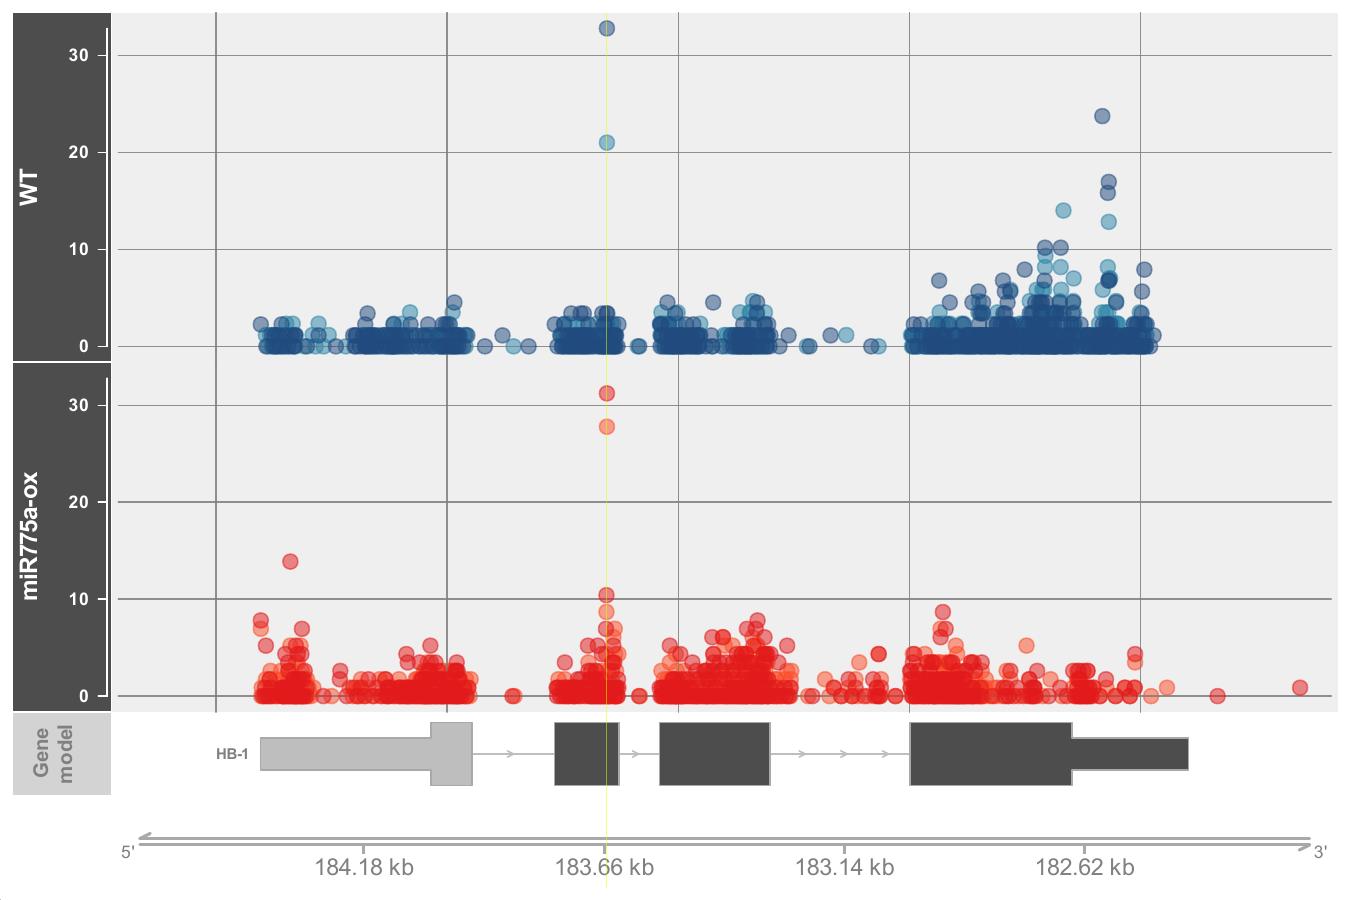 30
20
10
0
WT
30
20
10
0
miR775a-ox
Gene
model
HB-1
5'
3'
184.18 kb
183.66 kb
183.14 kb
182.62 kb